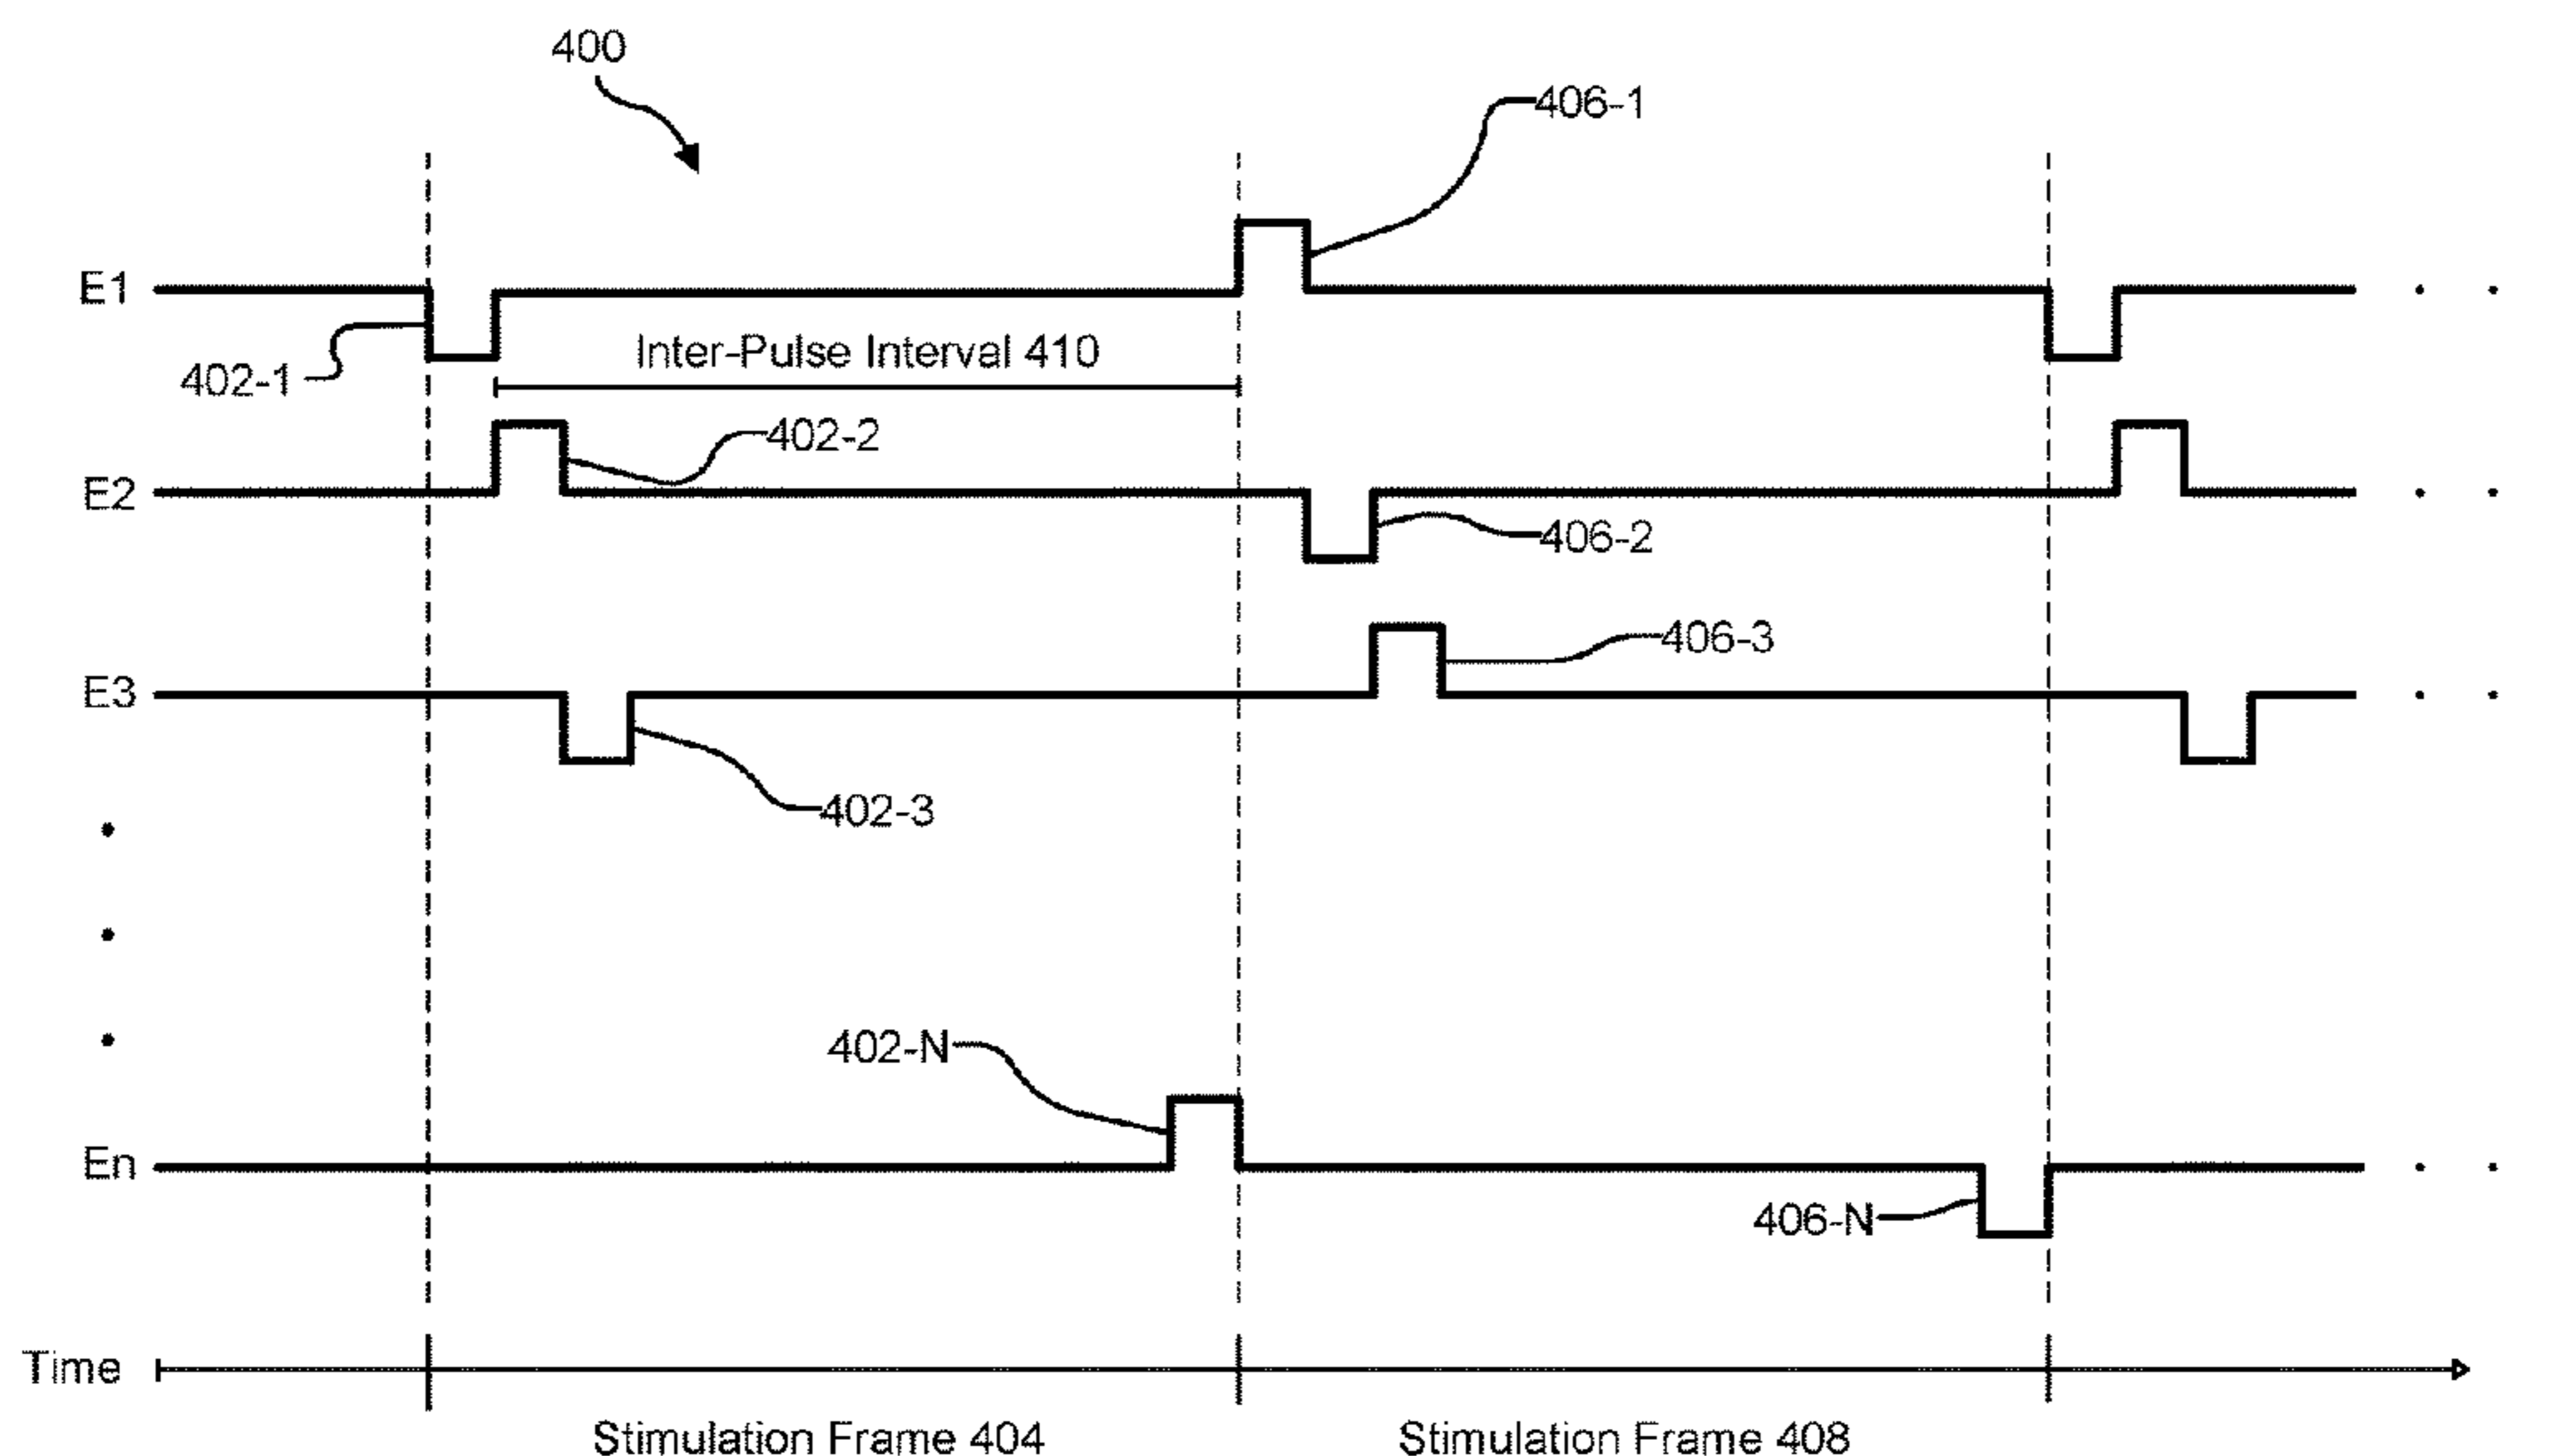 400
406-1
E1
402-1
Inter-Pulse Interval 410
402-2
E2
406-2
406-3
E3
402-3
402-N
En
406-N
Time
Stimulation Frame 404
Stimulation Frame 408